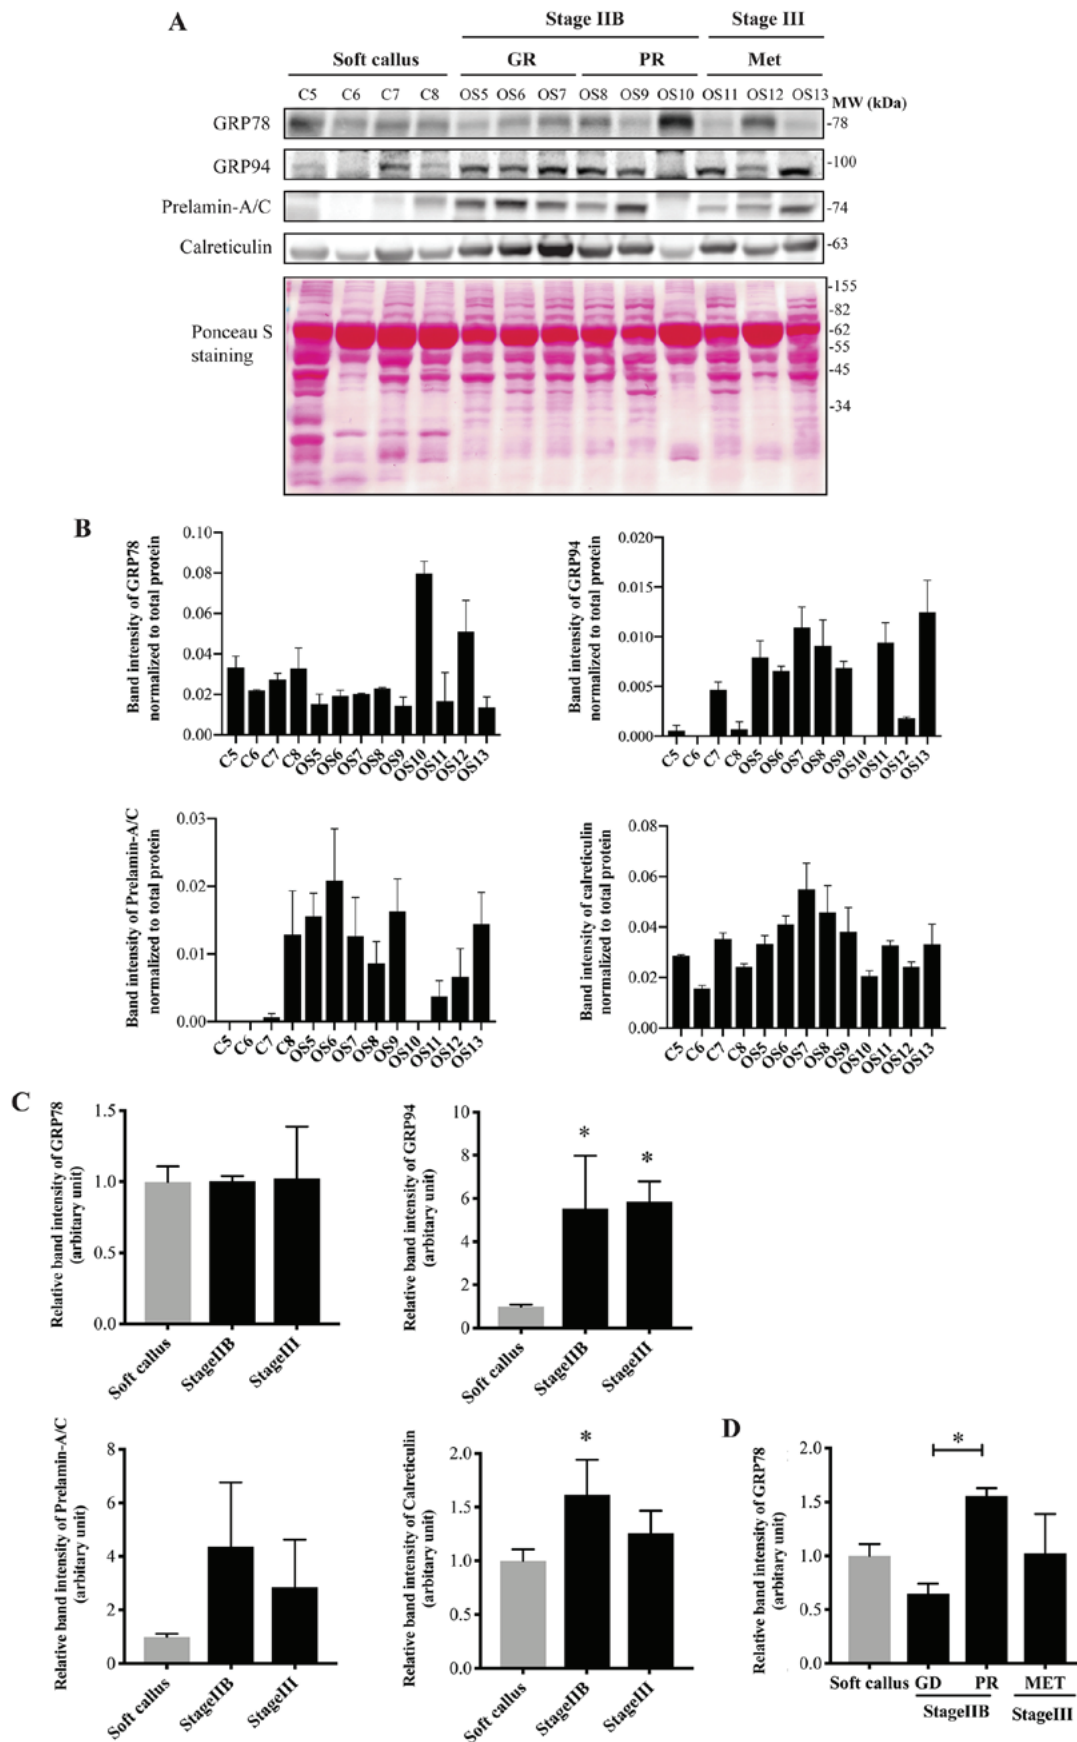 A
Stage IIB Stage III
Soft callus GR PR Met
C5 C6 C7 C8 OS5 OS6 OS7 OS8 OS9 OS10 OS11 OS12 OS13 MW (kDa)
GRP78 -78
GRP94 -100
Prelamin-A/C -74
Calreticulin -63
Ponceau S
staining
-155
-82
-62
-55
-45
-34
B
Band intensity of GRP78
normalized to total protein
0.10
0.08
0.06
0.04
0.02
0.00
C5 C6 C7 C8 OS5 OS6 OS7 OS8 OS9 OS10 OS11 OS12 OS13
Band intensity of GRP94
normalized to total protein
0.020
0.015
0.010
0.005
0.000
C5 C6 C7 C8 OS5 OS6 OS7 OS8 OS9 OS10 OS11 OS12 OS13
Band intensity of Prelamin-A/C
normalized to total protein
0.03
0.02
0.01
0.00
C5 C6 C7 C8 OS5 OS6 OS7 OS8 OS9 OS10 OS11 OS12 OS13
Band intensity of calreticulin
normalized to total protein
0.08
0.06
0.04
0.02
0.00
C5 C6 C7 C8 OS5 OS6 OS7 OS8 OS9 OS10 OS11 OS12 OS13
C
Relative band intensity of GRP78
(arbitary unit)
1.5
1.0
0.5
0.0
Soft callus StageIIB StageIII
Relative band intensity of GRP94
(arbitary unit)
10
8
6
4
2
0
* *
Soft callus StageIIB StageIII
Relative band intensity of Prelamin-A/C
(arbitary unit)
8
6
4
2
0
Soft callus StageIIB StageIII
Relative band intensity of Calreticulin
(arbitary unit)
2.0
1.5
1.0
0.5
0.0
*
Soft callus StageIIB StageIII
D
Relative band intensity of GRP78
(arbitary unit)
2.0
1.5
1.0
0.5
0.0
*
Soft callus GD PR MET
StageIIB StageIII